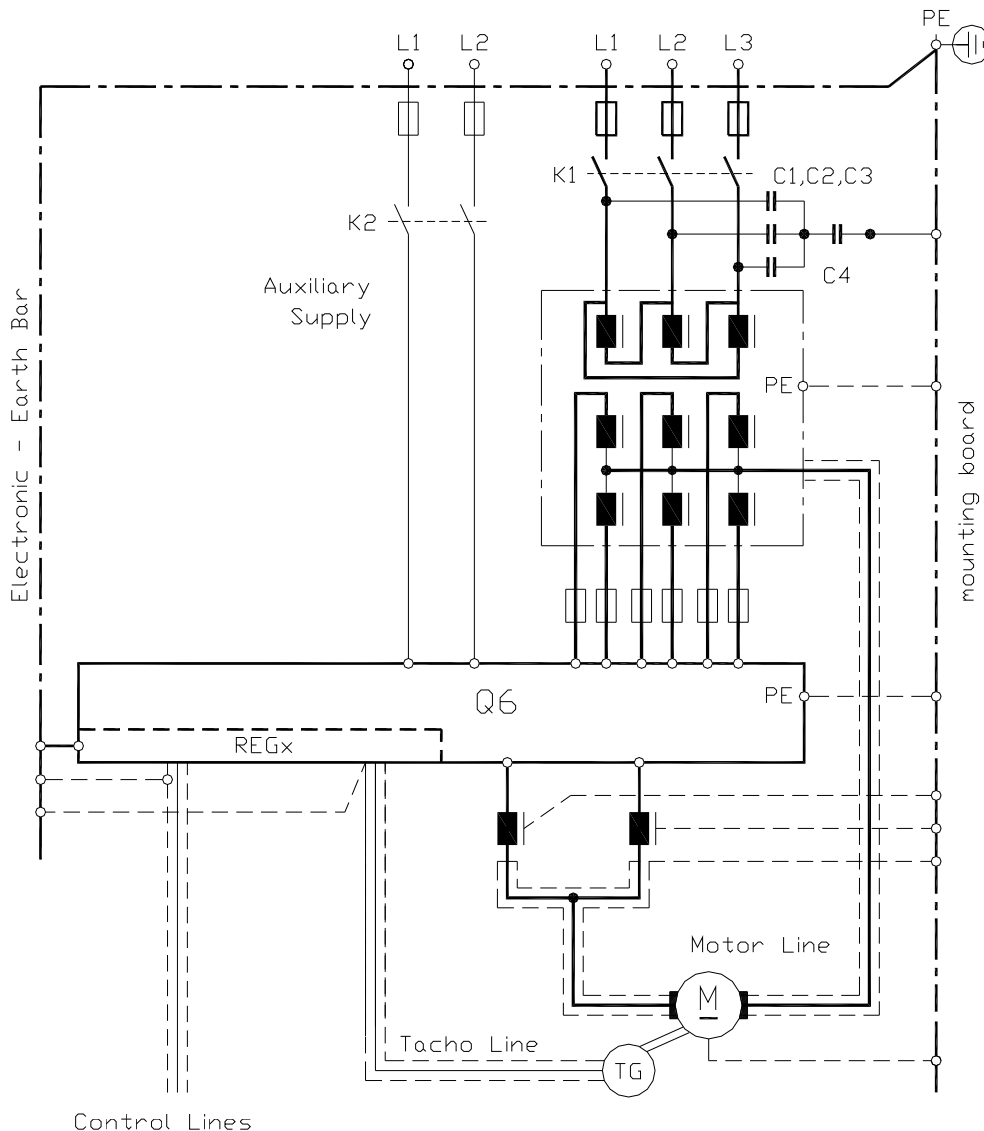 PE
L1 L2 L1 L2 L3
K1
C1,C2,C3
K2
C4
Auxiliary
Supply
Electronic - Earth Bar
PE
mounting board
Q6
PE
REGx
Motor Line
M
Tacho Line
TG
Control Lines